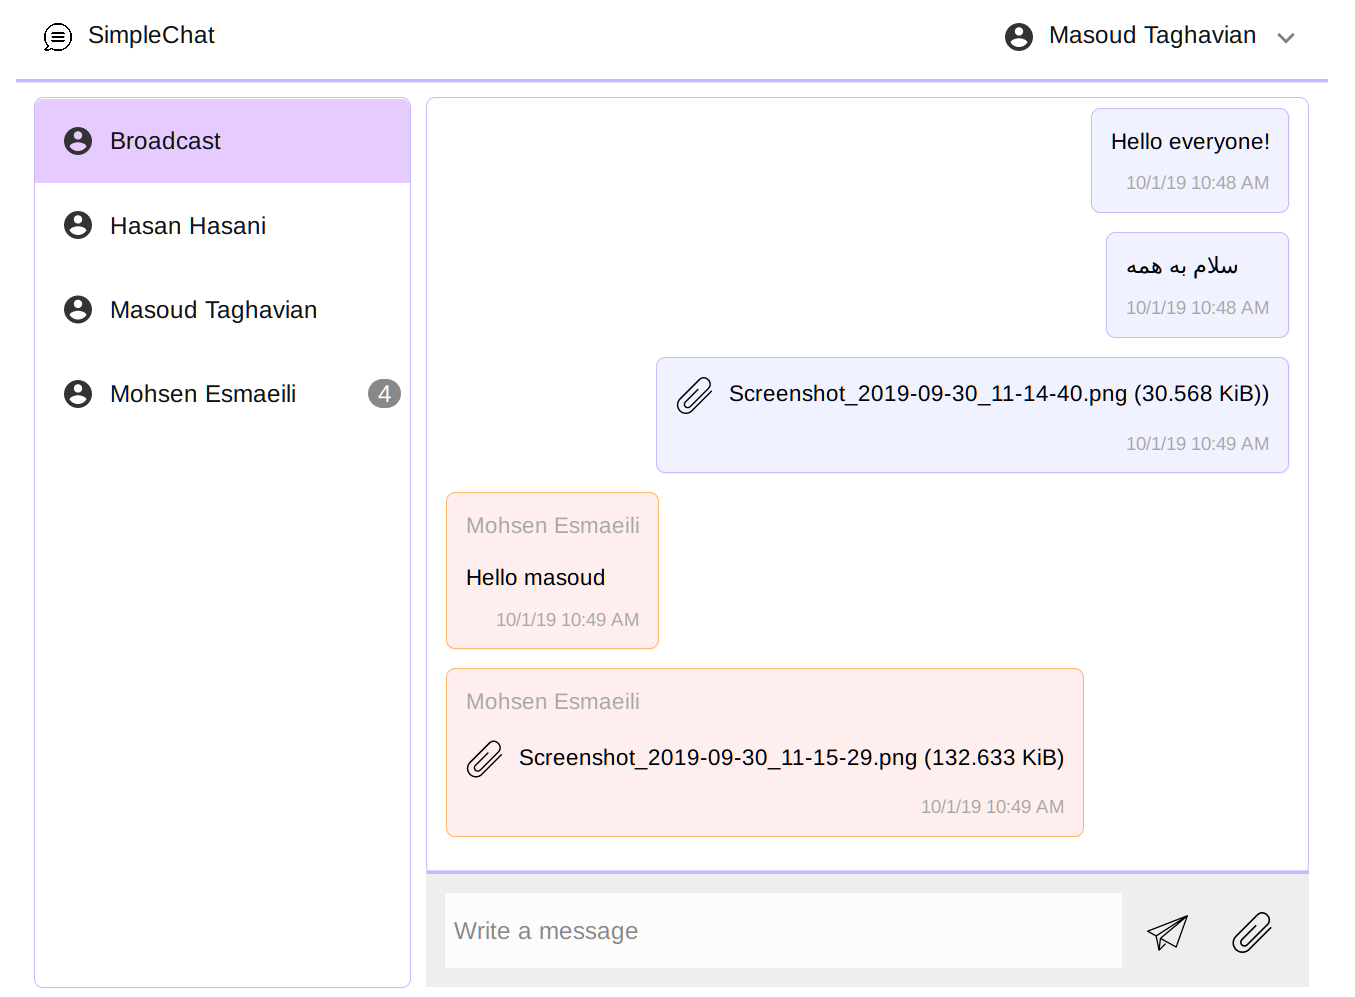 SimpleChat
Masoud Taghavian
Broadcast
Hasan Hasani
Masoud Taghavian
Mohsen Esmaeili
4
Hello everyone!
10/1/19 10:48 AM
سلام به همه
10/1/19 10:48 AM
Screenshot_2019-09-30_11-14-40.png (30.568 KiB))
10/1/19 10:49 AM
Mohsen Esmaeili
Hello masoud
10/1/19 10:49 AM
Mohsen Esmaeili
Screenshot_2019-09-30_11-15-29.png (132.633 KiB)
10/1/19 10:49 AM
Write a message